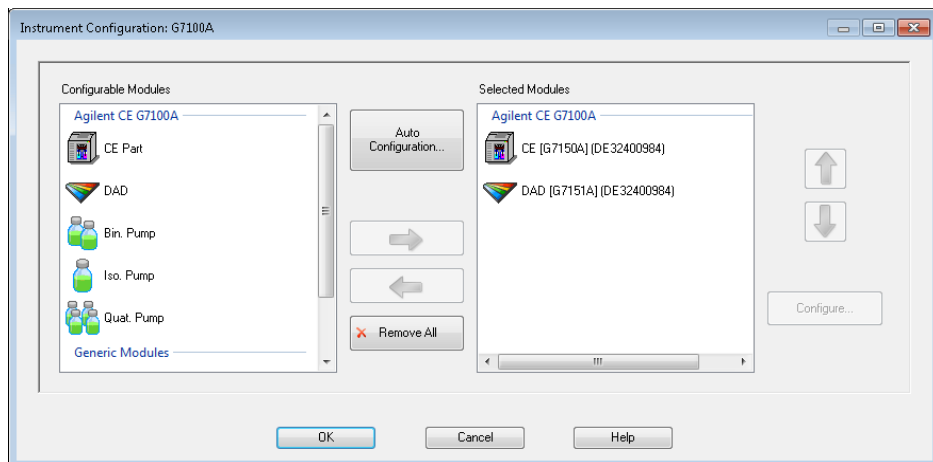 Instrument Configuration: G7100A
Configurable Modules
Agilent CE G7100A
CE Part
DAD
Bin. Pump
Iso. Pump
Quat. Pump
Generic Modules
Auto
Configuration...
Remove All
Selected Modules
Agilent CE G7100A
CE [G7150A] (DE32400984)
DAD [G7151A] (DE32400984)
Configure...
OK
Cancel
Help